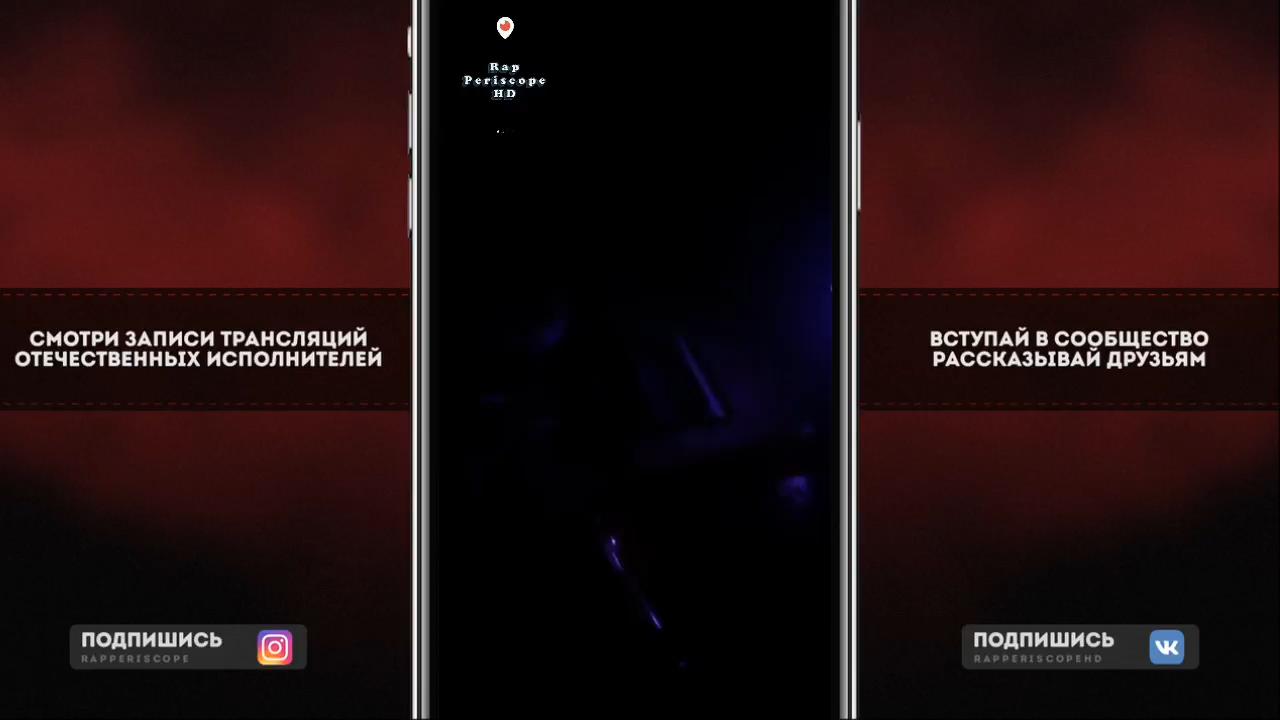 Rap
Periscope
HD
СМОТРИ ЗАПИСИ ТРАНСЛЯЦИЙ
ОТЕЧЕСТВЕННЫХ ИСПОЛНИТЕЛЕЙ
ВСТУПАЙ В СООБЩЕСТВО
РАССКАЗЫВАЙ ДРУЗЬЯМ
ПОДПИШИСЬ
RAPPERISCOPE
ПОДПИШИСЬ
RAPPERISCOPEHD